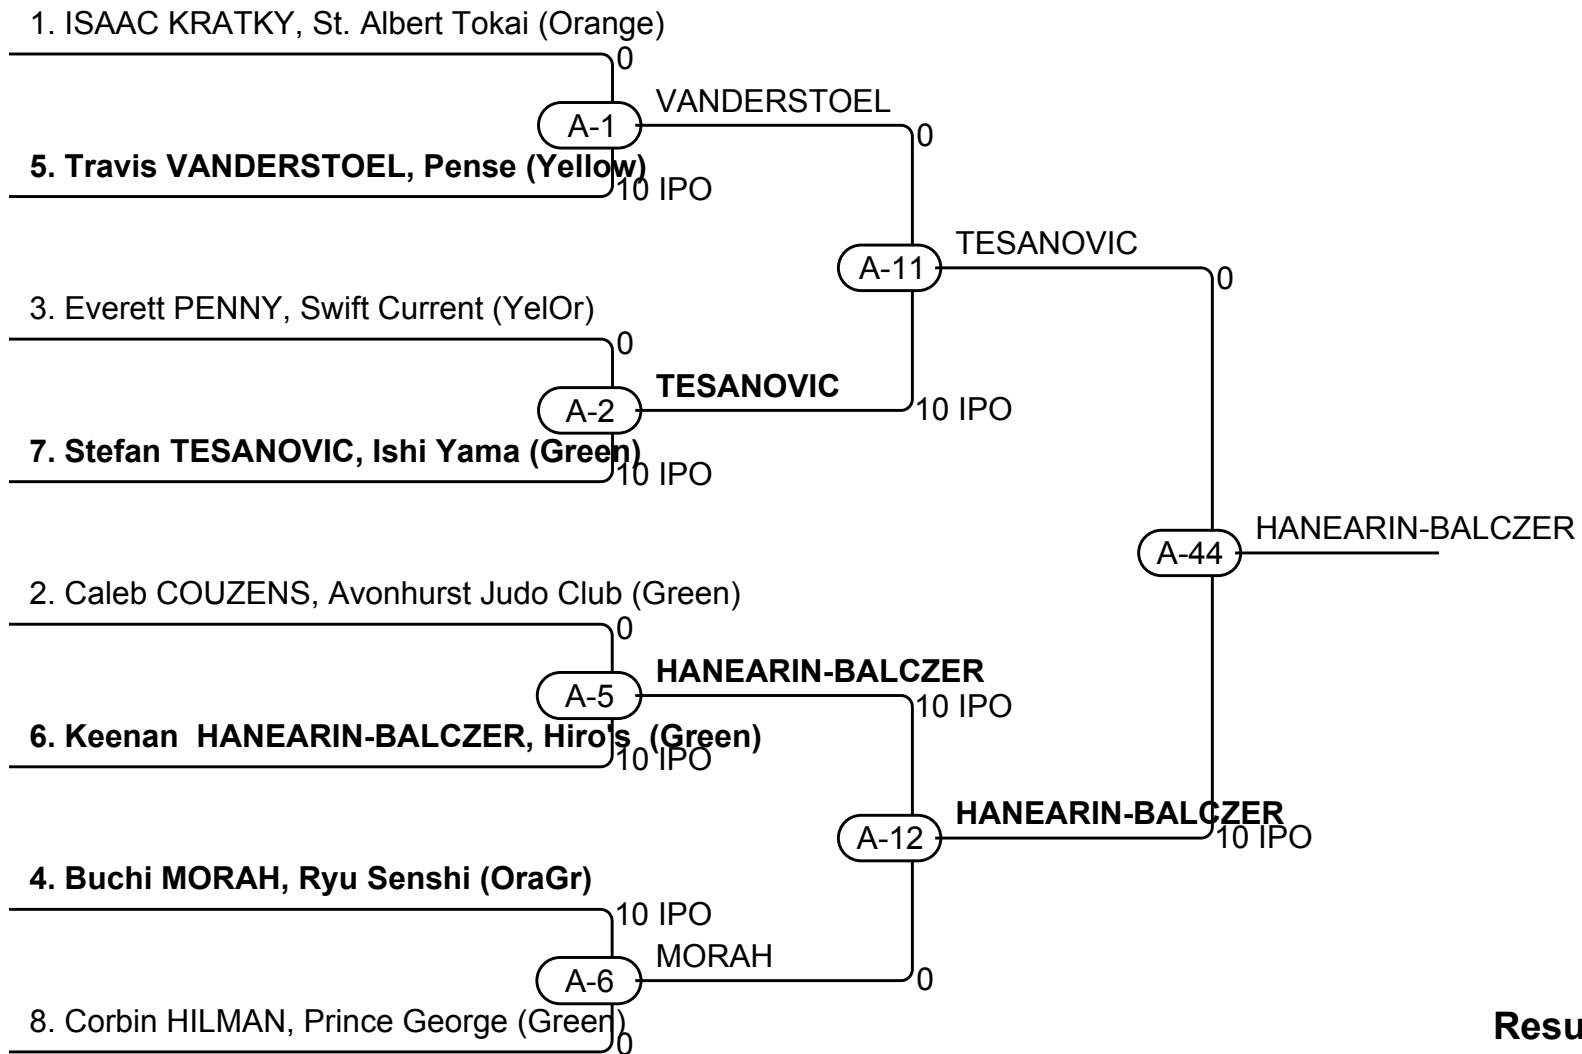 1. ISAAC KRATKY, St. Albert Tokai (Orange)
0
VANDERSTOEL
A-1
0
5. Travis VANDERSTOEL, Pense (Yellow)
10 IPO
TESANOVIC
A-11
0
3. Everett PENNY, Swift Current (YelOr)
0
TESANOVIC
A-2
10 IPO
7. Stefan TESANOVIC, Ishi Yama (Green)
10 IPO
HANEARIN-BALCZER
A-44
2. Caleb COUZENS, Avonhurst Judo Club (Green)
0
HANEARIN-BALCZER
A-5
10 IPO
6. Keenan  HANEARIN-BALCZER, Hiro's  (Green)
10 IPO
HANEARIN-BALCZER
A-12
10 IPO
4. Buchi MORAH, Ryu Senshi (OraGr)
10 IPO
MORAH
A-6
0
8. Corbin HILMAN, Prince George (Green)
0
Resu